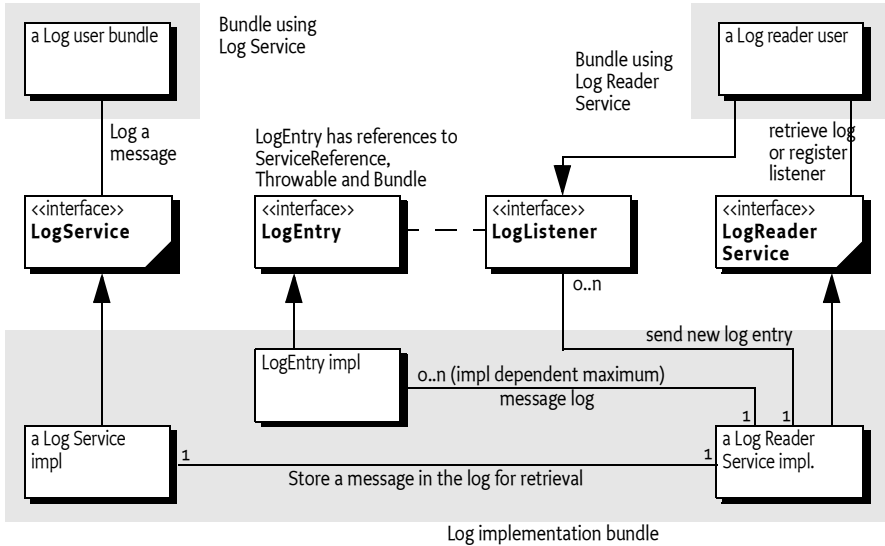 a Log user bundle
Bundle using
Log Service
a Log reader user
Bundle using
Log Reader
Service
Log a
message
LogEntry has references to
ServiceReference,
Throwable and Bundle
retrieve log
or register
listener
<<interface>>
LogService
<<interface>>
LogEntry
<<interface>>
LogListener
<<interface>>
LogReader
Service
0..n
send new log entry
LogEntry impl
0..n (impl dependent maximum)
message log
1
1
a Log Service
impl
1
1
a Log Reader
Service impl.
Store a message in the log for retrieval
Log implementation bundle